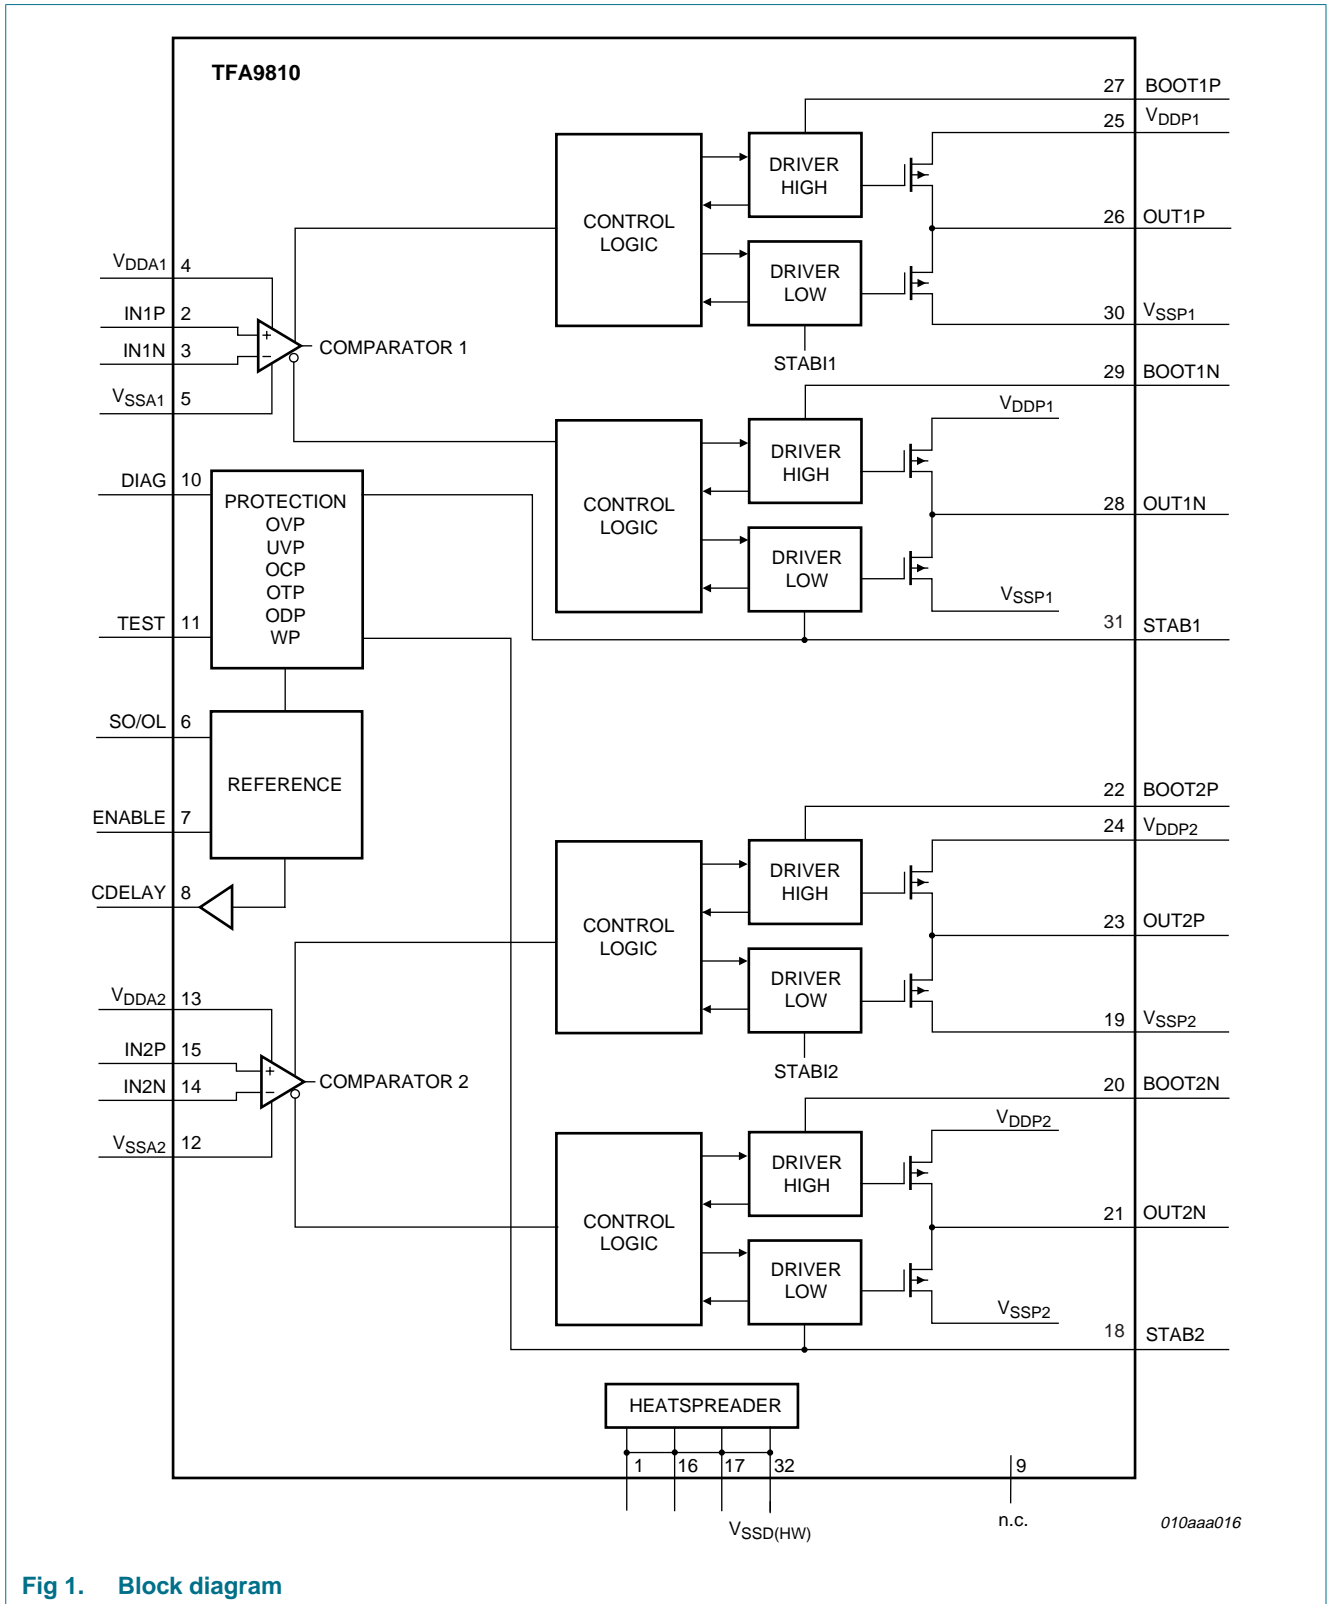 TFA9810
27 BOOT1P
25 VDDP1
DRIVER
HIGH
CONTROL
LOGIC
26 OUT1P
DRIVER
LOW
VDDA1 4
IN1P 2
30 VSSP1
+
COMPARATOR 1
IN1N 3
−
STABI1
29 BOOT1N
VSSA1 5
VDDP1
DRIVER
HIGH
DIAG 10
PROTECTION
OVP
UVP
OCP
OTP
ODP
WP
CONTROL
LOGIC
28 OUT1N
DRIVER
LOW
VSSP1
TEST 11
31 STAB1
SO/OL 6
REFERENCE
22 BOOT2P
ENABLE 7
24 VDDP2
DRIVER
HIGH
CDELAY 8
CONTROL
LOGIC
23 OUT2P
DRIVER
LOW
VDDA2 13
19 VSSP2
IN2P 15
+
COMPARATOR 2
STABI2
IN2N 14
−
20 BOOT2N
VDDP2
VSSA2 12
DRIVER
HIGH
CONTROL
LOGIC
21 OUT2N
DRIVER
LOW
VSSP2
18 STAB2
HEATSPREADER
1 16 17 32 9
VSSD(HW)
n.c.
010aaa016
Fig 1. Block diagram